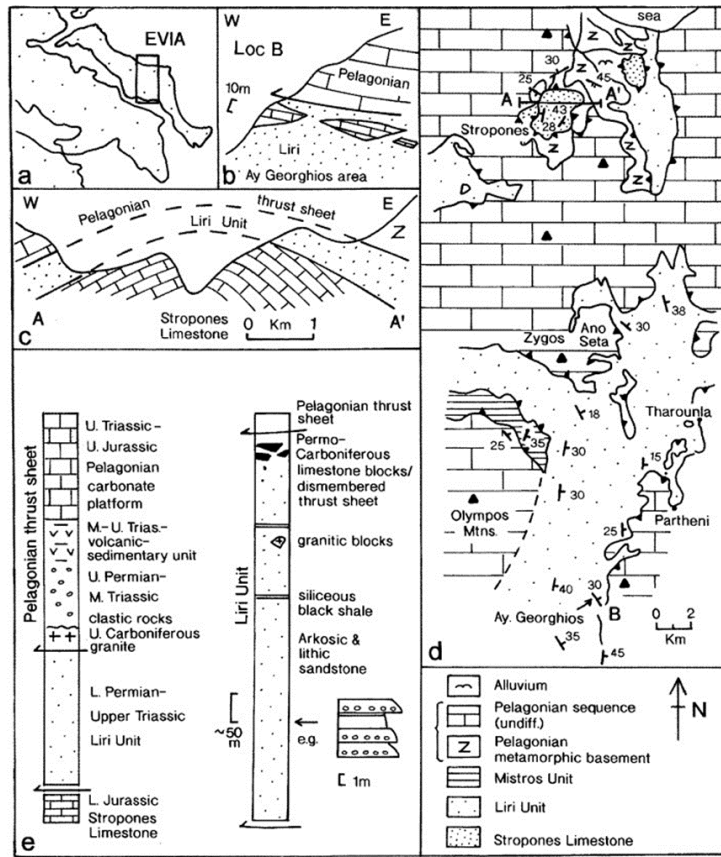 EVIA
a
W
E
Loc B
10m
Pelagonian
Liri
Ay Georghios area
b
W
E
Pelagonian
thrust sheet
Liri Unit
Z
A
A'
Stropones
Limestone
0 Km 1
c
Pelagonian thrust sheet
U. Triassic-
U. Jurassic
Pelagonian
carbonate
platform
M.- U. Trias.-
volcanic-
sedimentary unit
U. Permian-
M. Triassic
clastic rocks
U. Carboniferous
granite
L. Permian-
Upper Triassic
Liri Unit
L. Jurassic
Stropones
Limestone
e
Liri Unit
~50
m
Pelagonian thrust
sheet
Permo-
Carboniferous
limestone blocks/
dismembered
thrust sheet
granitic blocks
siliceous
black shale
Arkosic &
lithic
sandstone
e.g.
1m
sea
Z
Z
Z
30
25
45
A
A'
43
28
Stropones
Z
Z
Z
Z
38
30
Ano
Seta
Zygos
18
Tharounla
35
25
30
15
30
Olympos
Mtns.
Partheni
25
40
30
Ay. Georghios
B
35
45
0 2
Km
d
Alluvium
Pelagonian sequence
(undiff.)
Z
Pelagonian
metamorphic basement
Mistros Unit
Liri Unit
Stropones Limestone
N